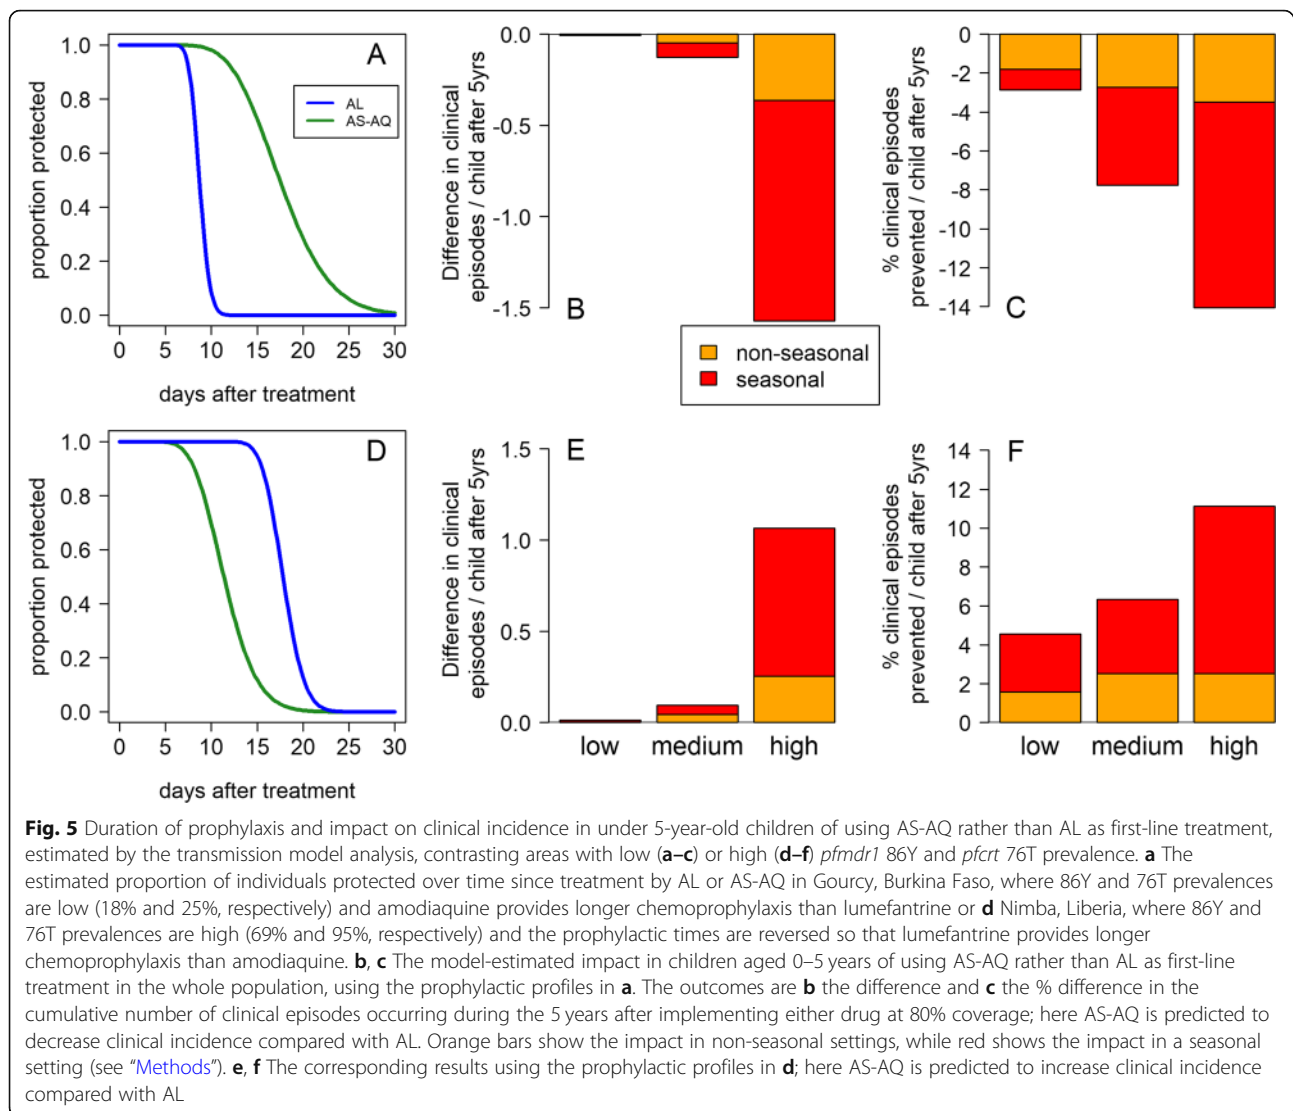 A
1.0
0.8
0.6
0.4
0.2
0.0
proportion protected
AL
AS-AQ
0 5 10 15 20 25 30
days after treatment
B
0.0
-0.5
-1.0
-1.5
Difference in clinical
episodes / child after 5yrs
C
0
-2
-4
-6
-8
-10
-12
-14
% clinical episodes
prevented / child after 5yrs
non-seasonal
seasonal
D
1.0
0.8
0.6
0.4
0.2
0.0
proportion protected
0 5 10 15 20 25 30
days after treatment
E
1.5
1.0
0.5
0.0
Difference in clinical
episodes / child after 5yrs
low medium high
F
14
12
10
8
6
4
2
0
% clinical episodes
prevented / child after 5yrs
low medium high
Fig. 5 Duration of prophylaxis and impact on clinical incidence in under 5-year-old children of using AS-AQ rather than AL as first-line treatment,
estimated by the transmission model analysis, contrasting areas with low (a–c) or high (d–f) pfmdr1 86Y and pfcrt 76T prevalence. a The
estimated proportion of individuals protected over time since treatment by AL or AS-AQ in Gourcy, Burkina Faso, where 86Y and 76T prevalences
are low (18% and 25%, respectively) and amodiaquine provides longer chemoprophylaxis than lumefantrine or d Nimba, Liberia, where 86Y and
76T prevalences are high (69% and 95%, respectively) and the prophylactic times are reversed so that lumefantrine provides longer
chemoprophylaxis than amodiaquine. b, c The model-estimated impact in children aged 0–5 years of using AS-AQ rather than AL as first-line
treatment in the whole population, using the prophylactic profiles in a. The outcomes are b the difference and c the % difference in the
cumulative number of clinical episodes occurring during the 5 years after implementing either drug at 80% coverage; here AS-AQ is predicted to
decrease clinical incidence compared with AL. Orange bars show the impact in non-seasonal settings, while red shows the impact in a seasonal
setting (see “Methods”). e, f The corresponding results using the prophylactic profiles in d; here AS-AQ is predicted to increase clinical incidence
compared with AL